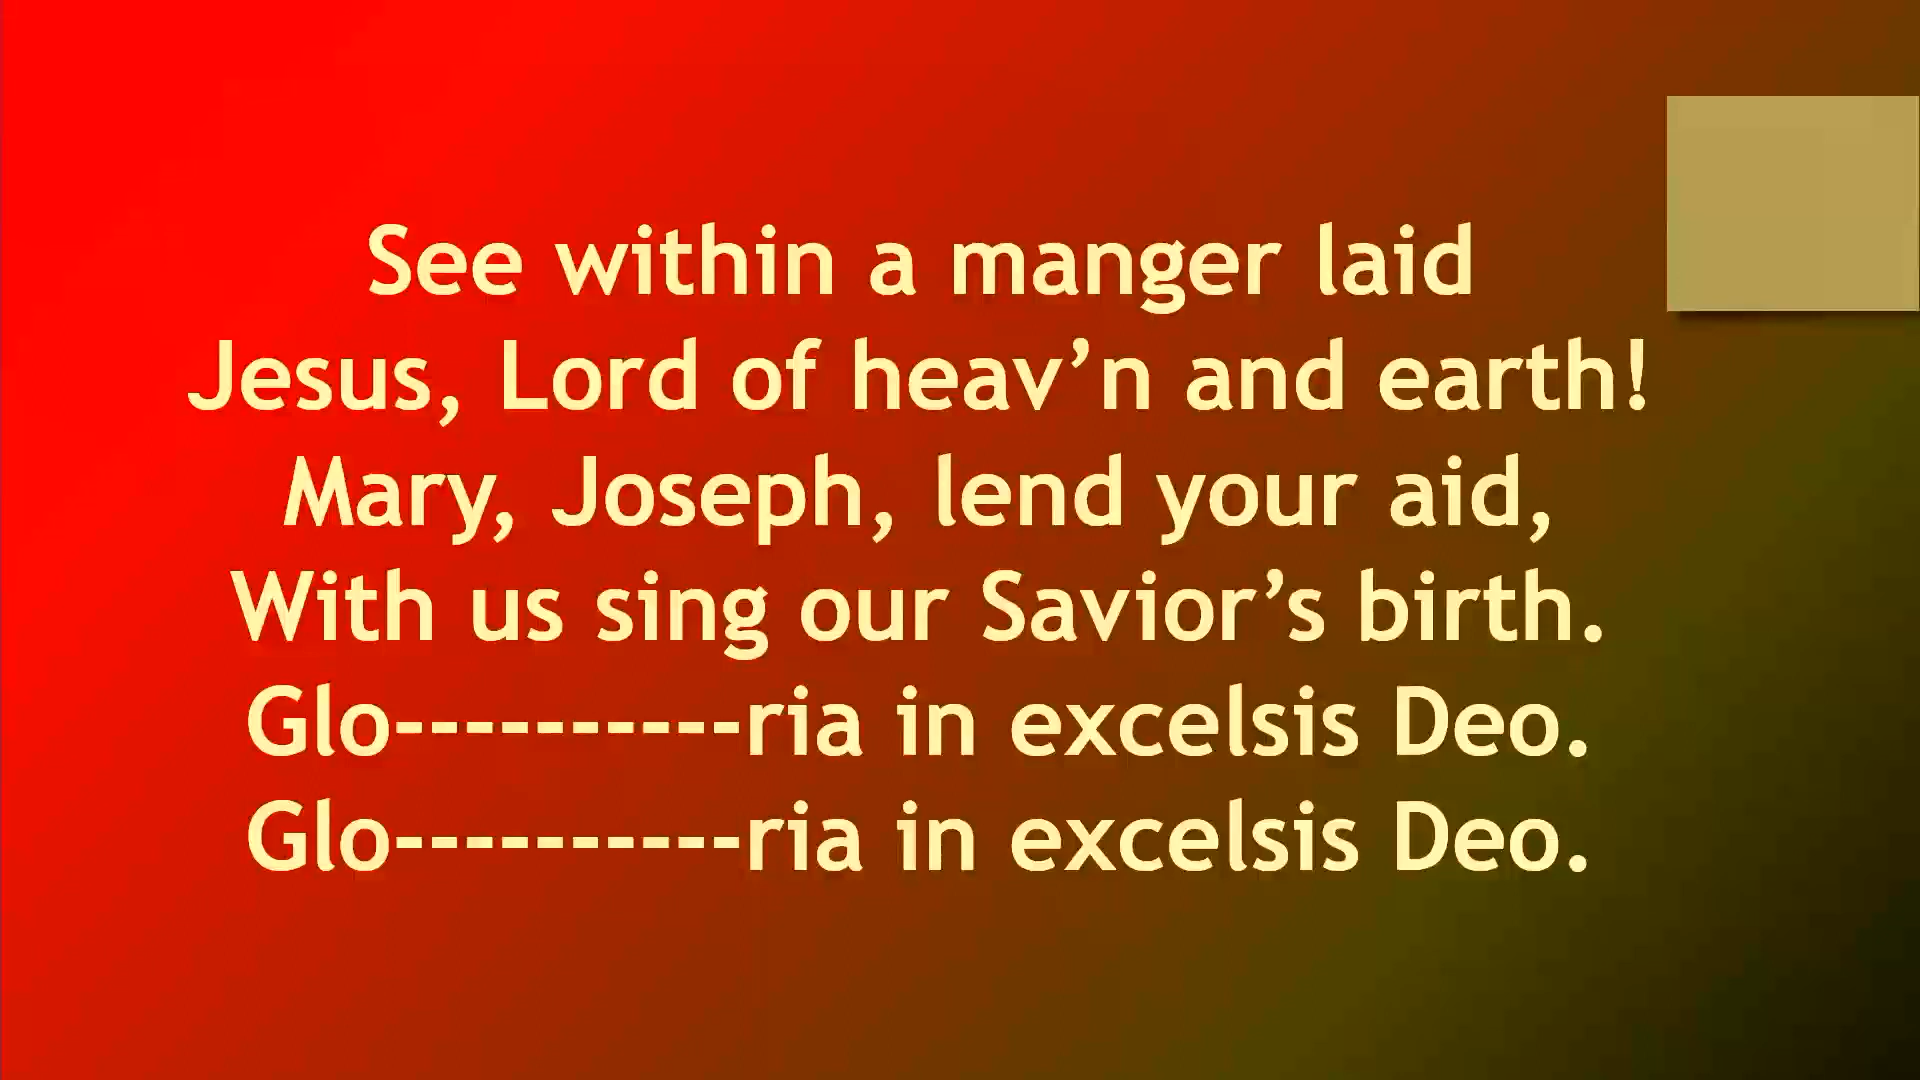 See within a manger laid
Jesus, Lord of heav’n and earth!
Mary, Joseph, lend your aid,
With us sing our Savior’s birth.
Glo----------ria in excelsis Deo.
Glo----------ria in excelsis Deo.